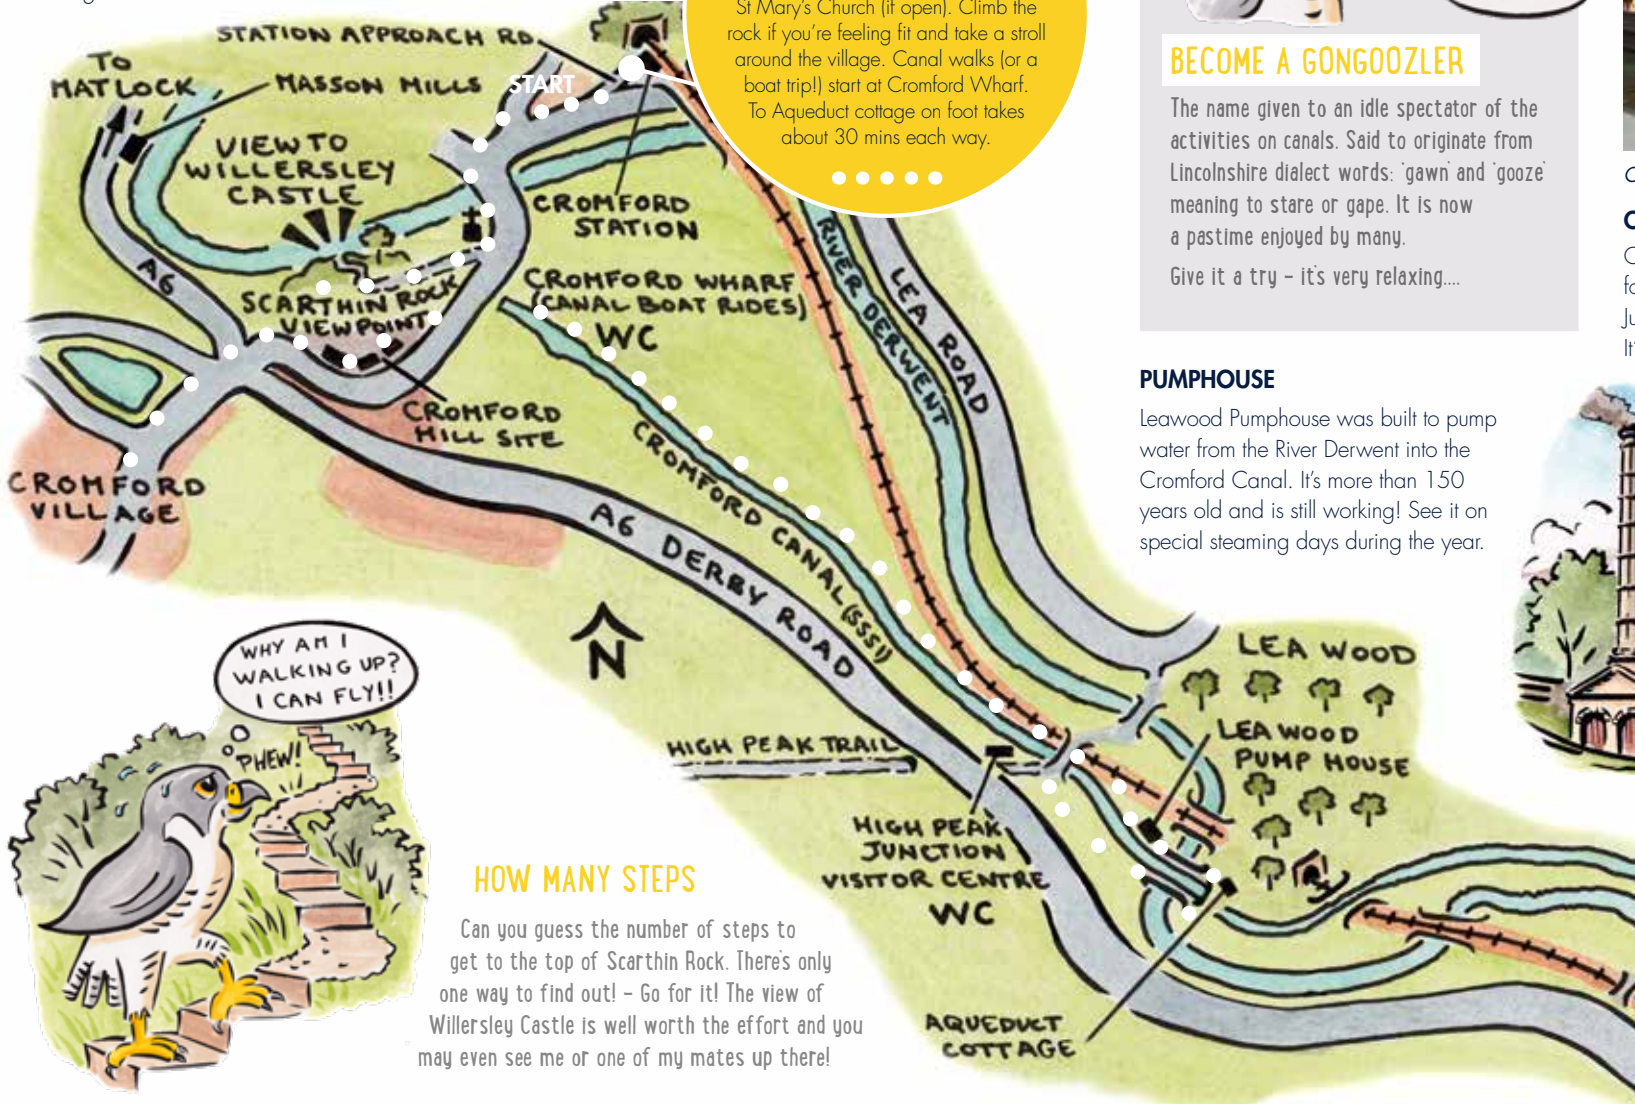 St Mary's Church (if open). Climb the
rock if you're feeling fit and take a stroll
around the village. Canal walks (or a
boat trip!) start at Cromford Wharf.
To Aqueduct cottage on foot takes
about 30 mins each way.
STATION APPROACH RD.
START
TO
MATLOCK
MASSON MILLS
VIEW TO
WILLERSLEY
CASTLE
CROMFORD
STATION
A6
SCARTHIN ROCK
VIEWPOINT
CROMFORD WHARF
(CANAL BOAT RIDES)
WC
RIVER DERWENT
LEA ROAD
CROMFORD
MILL SITE
CROMFORD
VILLAGE
CROMFORD CANAL (SSSI)
A6 DERBY ROAD
N
HIGH PEAK TRAIL
HIGH PEAK
JUNCTION
VISITOR CENTRE
WC
LEA WOOD
LEA WOOD
PUMP HOUSE
AQUEDUCT
COTTAGE
BECOME A GONGOOZLER
The name given to an idle spectator of the
activities on canals. Said to originate from
Lincolnshire dialect words: 'gawn' and 'gooze'
meaning to stare or gape. It is now
a pastime enjoyed by many.
Give it a try – it's very relaxing....
PUMPHOUSE
Leawood Pumphouse was built to pump
water from the River Derwent into the
Cromford Canal. It's more than 150
years old and is still working! See it on
special steaming days during the year.
WHY AM I
WALKING UP?
I CAN FLY!!
PHEW!
HOW MANY STEPS
Can you guess the number of steps to
get to the top of Scarthin Rock. There's only
one way to find out! – Go for it! The view of
Willersley Castle is well worth the effort and you
may even see me or one of my mates up there!